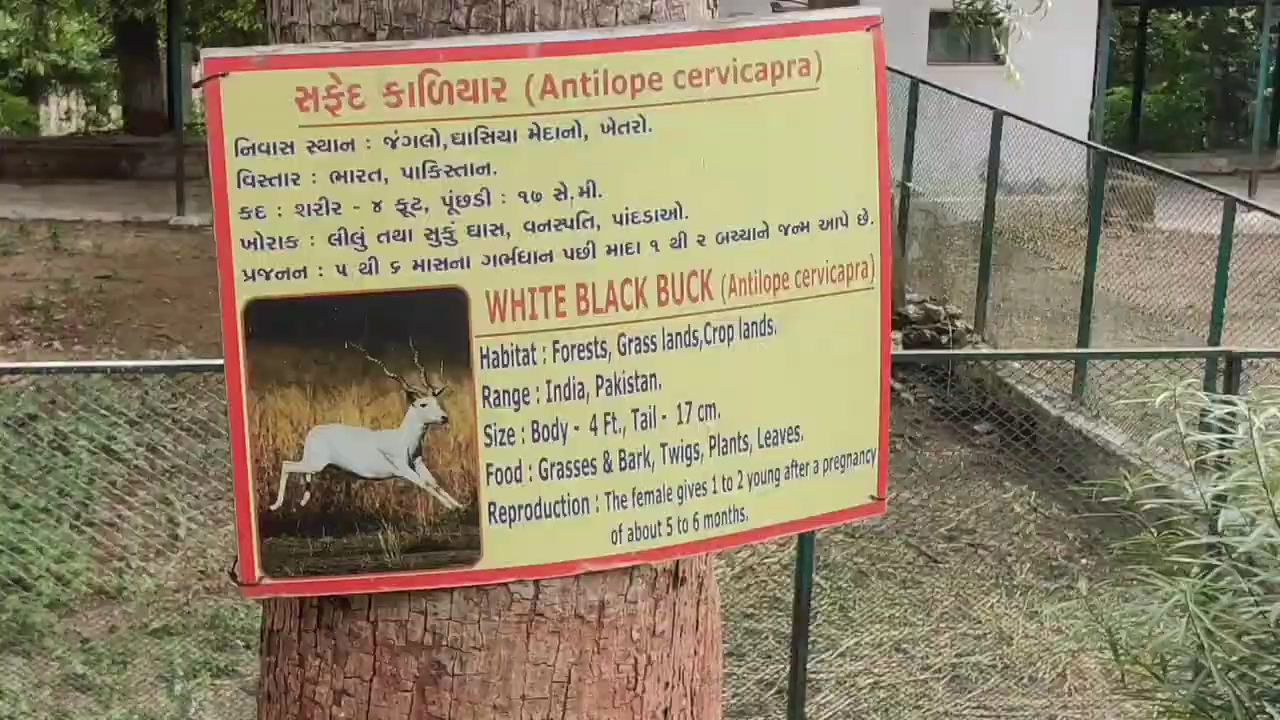 સફેદ કાળિયાર (Antilope cervicapra)
નિવાસ સ્થાન : જંગલો,ઘાસિયા મેદાનો, ખેતરો.
વિસ્તાર : ભારત, પાકિસ્તાન.
કદ : શરીર - ૪ ફૂટ, પૂંછડી : ૧૭ સે.મી.
ખોરાક : લીલું તથા સુકું ઘાસ, વનસ્પતિ, પાંદડાઓ.
પ્રજનન : ૫ થી ૬ માસના ગર્ભધાન પછી માદા ૧ થી ૨ બચ્ચાને જન્મ આપે છે.
WHITE BLACK BUCK (Antilope cervicapra)
Habitat : Forests, Grass lands,Crop lands.
Range : India, Pakistan.
Size : Body - 4 Ft., Tail - 17 cm.
Food : Grasses & Bark, Twigs, Plants, Leaves.
Reproduction : The female gives 1 to 2 young after a pregnancy
of about 5 to 6 months.